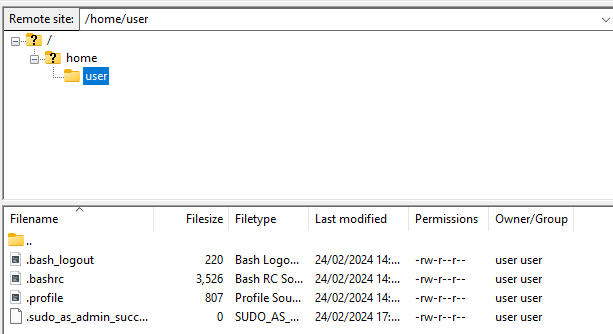 Remote site: /home/user
/
home
user
Filename Filesize Filetype Last modified Permissions Owner/Group
..
.bash_logout 220 Bash Logo... 24/02/2024 14:... -rw-r--r-- user user
.bashrc 3,526 Bash RC So... 24/02/2024 14:... -rw-r--r-- user user
.profile 807 Profile Sou... 24/02/2024 14:... -rw-r--r-- user user
.sudo_as_admin_succ... 0 SUDO_AS_... 24/02/2024 17:... -rw-r--r-- user user